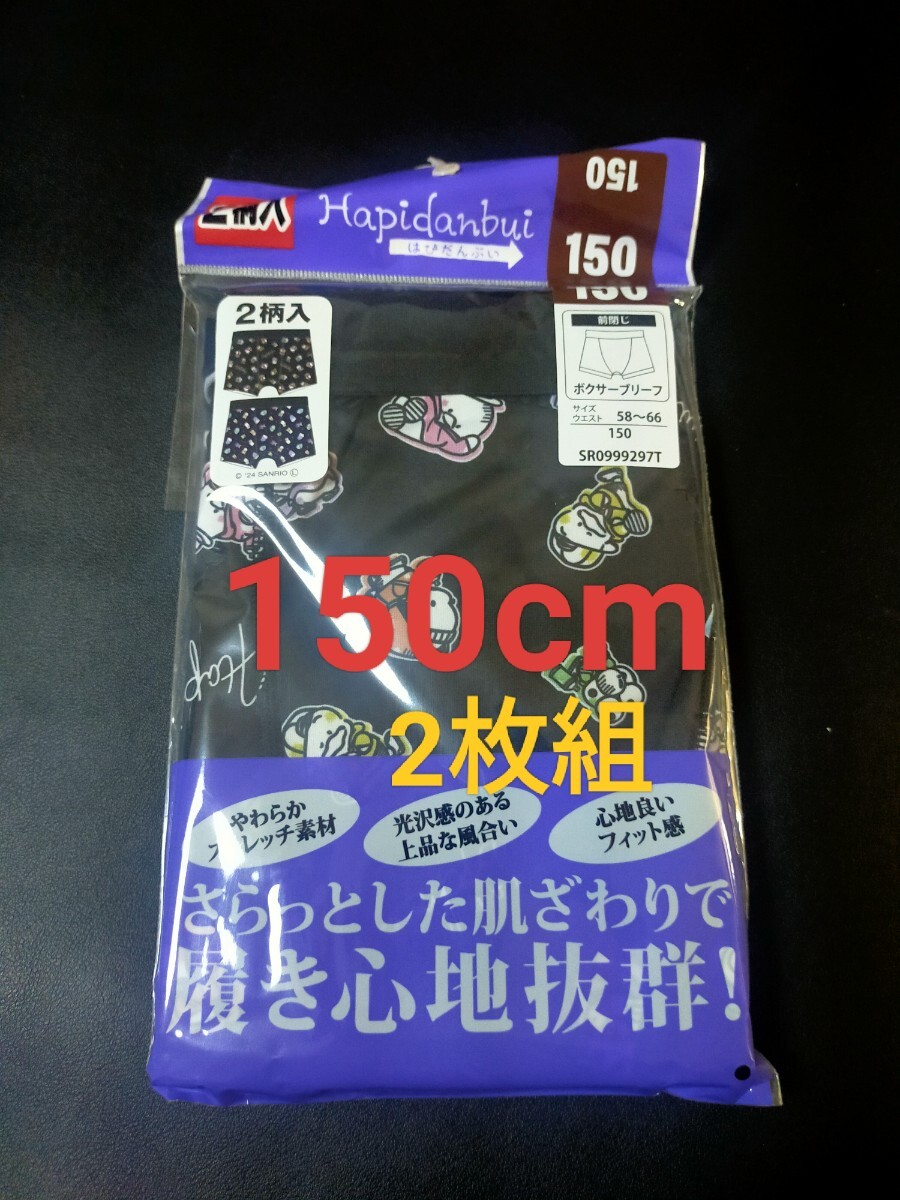 二柄入
Hapidanbui
はぴだんぶい
150
150
150
2柄入
© '24 SANRIO Ⓛ
前閉じ
ボクサーブリーフ
サイズ
ウエスト 58～66
150
SR0999297T
Hap
150cm
2枚組
やわらか
ストレッチ素材
光沢感のある
上品な風合い
心地良い
フィット感
さらっとした肌ざわりで
履き心地抜群!